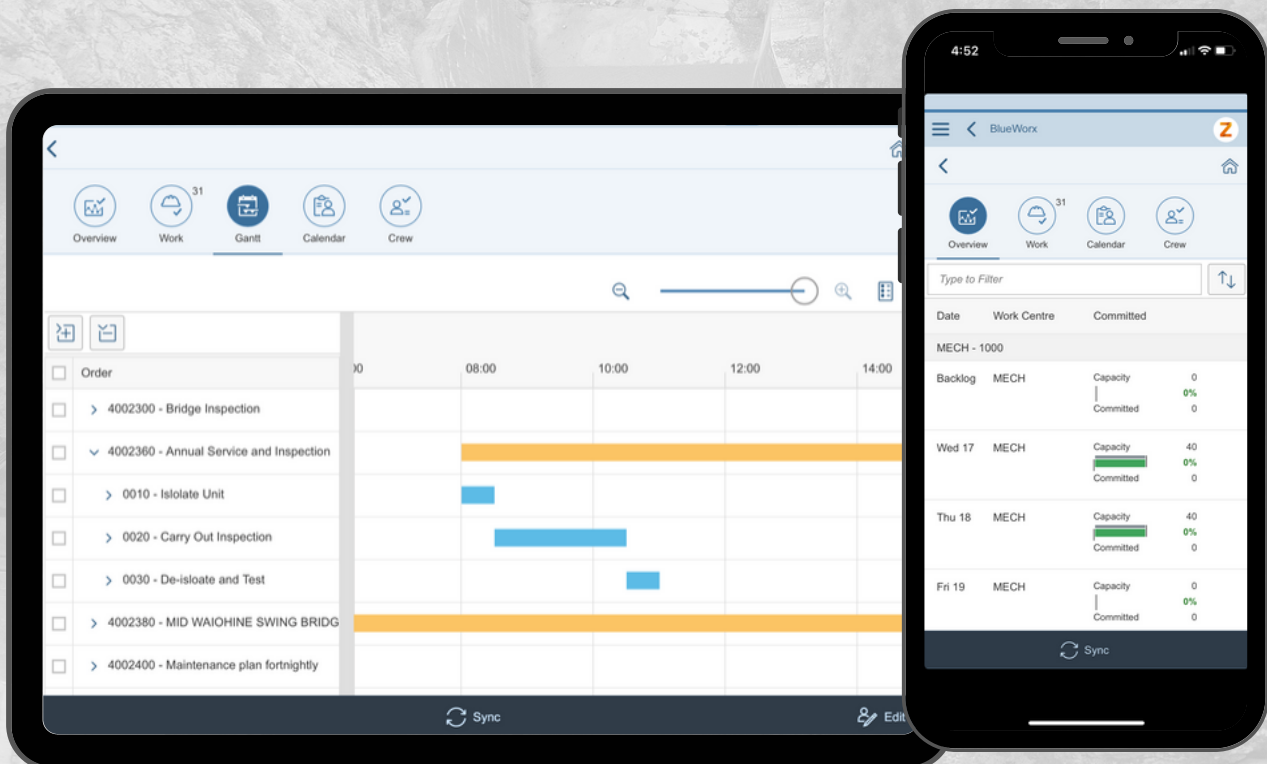 31
Overview Work Gantt Calendar Crew
Order
08:00 10:00 12:00 14:00
4002300 - Bridge Inspection
4002360 - Annual Service and Inspection
0010 - Islolate Unit
0020 - Carry Out Inspection
0030 - De-isloate and Test
4002380 - MID WAIOHINE SWING BRIDG
4002400 - Maintenance plan fortnightly
Sync Edit
4:52
BlueWorx Z
31
Overview Work Calendar Crew
Type to Filter
Date Work Centre Committed
MECH - 1000
Backlog MECH Capacity 0
0%
Committed 0
Wed 17 MECH Capacity 40
0%
Committed 0
Thu 18 MECH Capacity 40
0%
Committed 0
Fri 19 MECH Capacity 0
0%
Committed 0
Sync